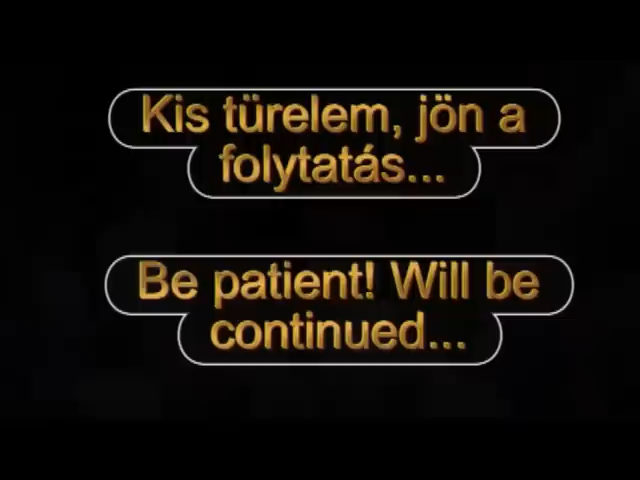 Kis türelem, jön a
folytatás...
Be patient! Will be
continued...